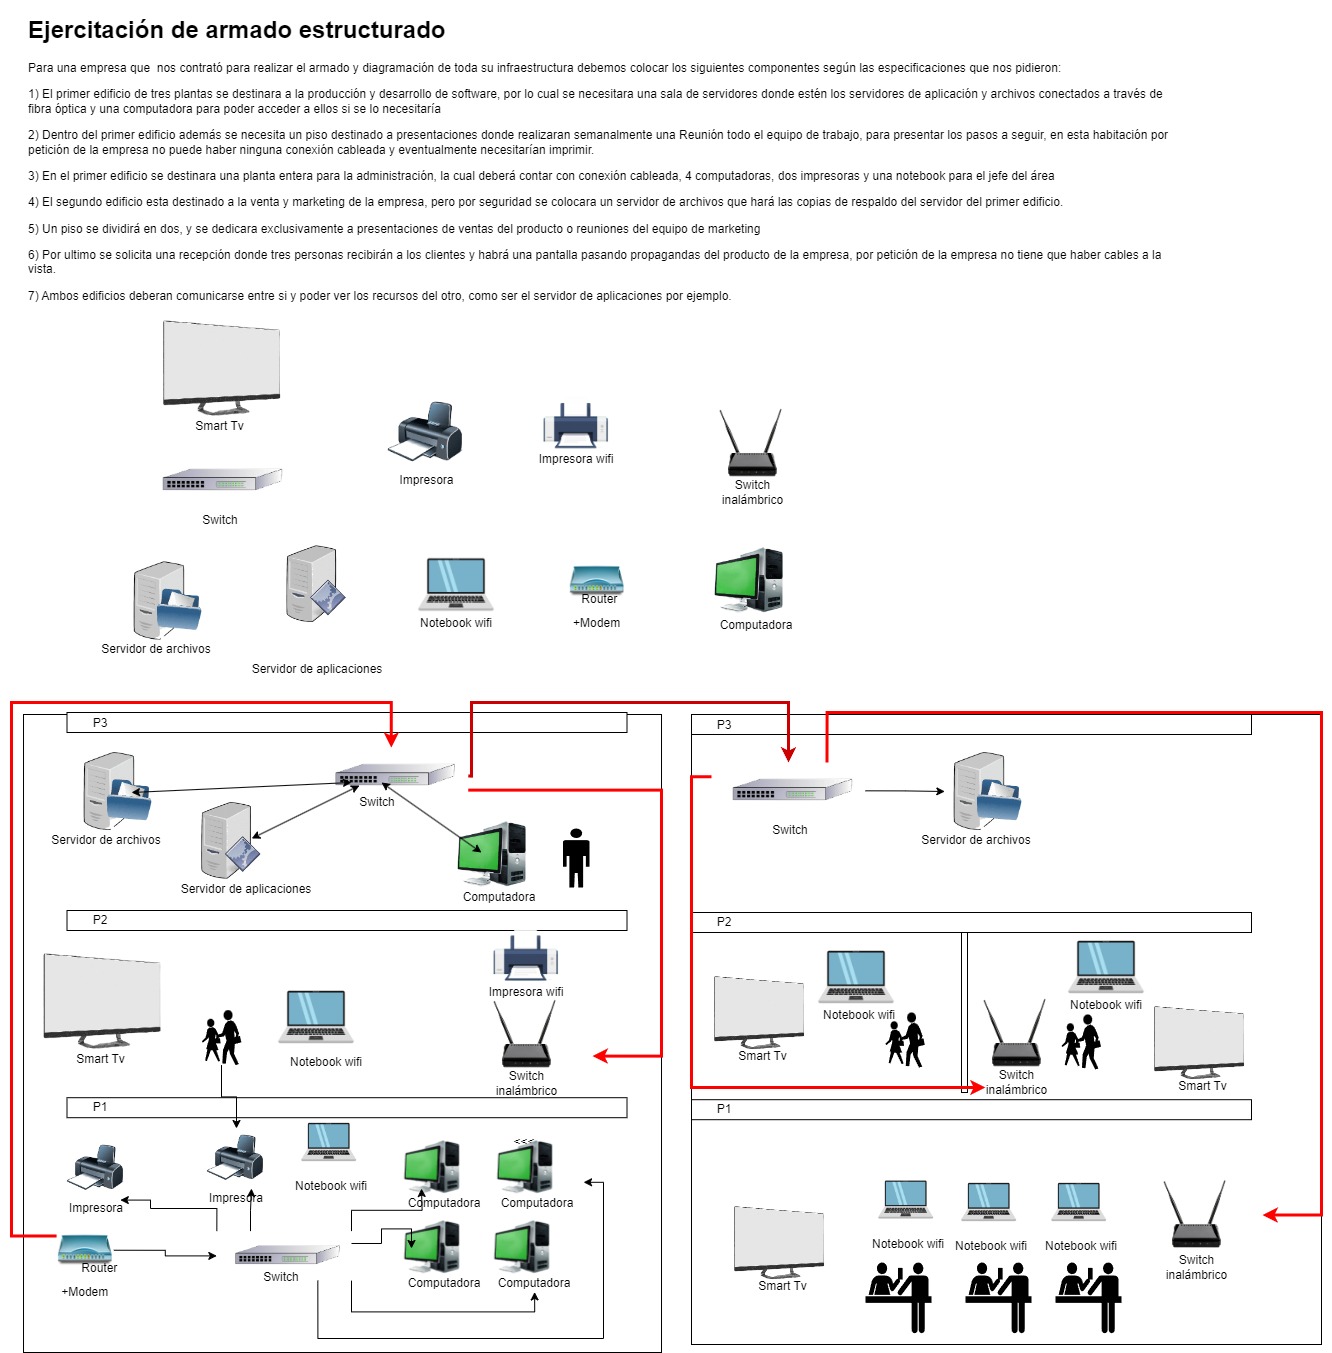 Ejercitación de armado estructurado
Para una empresa que  nos contrató para realizar el armado y diagramación de toda su infraestructura debemos colocar los siguientes componentes según las especificaciones que nos pidieron:
1) El primer edificio de tres plantas se destinara a la producción y desarrollo de software, por lo cual se necesitara una sala de servidores donde estén los servidores de aplicación y archivos conectados a través de
fibra óptica y una computadora para poder acceder a ellos si se lo necesitaría
2) Dentro del primer edificio además se necesita un piso destinado a presentaciones donde realizaran semanalmente una Reunión todo el equipo de trabajo, para presentar los pasos a seguir, en esta habitación por
petición de la empresa no puede haber ninguna conexión cableada y eventualmente necesitarían imprimir.
3) En el primer edificio se destinara una planta entera para la administración, la cual deberá contar con conexión cableada, 4 computadoras, dos impresoras y una notebook para el jefe del área
4) El segundo edificio esta destinado a la venta y marketing de la empresa, pero por seguridad se colocara un servidor de archivos que hará las copias de respaldo del servidor del primer edificio.
5) Un piso se dividirá en dos, y se dedicara exclusivamente a presentaciones de ventas del producto o reuniones del equipo de marketing
6) Por ultimo se solicita una recepción donde tres personas recibirán a los clientes y habrá una pantalla pasando propagandas del producto de la empresa, por petición de la empresa no tiene que haber cables a la
vista.
7) Ambos edificios deberan comunicarse entre si y poder ver los recursos del otro, como ser el servidor de aplicaciones por ejemplo.
Smart Tv
Impresora
Impresora wifi
Switch
inalámbrico
Switch
Servidor de archivos
Servidor de aplicaciones
Notebook wifi
Router
+Modem
Computadora
P3
Switch
Servidor de archivos
Servidor de aplicaciones
Computadora
P2
Impresora wifi
Smart Tv
Notebook wifi
Switch
inalámbrico
P1
<<<
Impresora
Impresora
Notebook wifi
Computadora
Computadora
Router
+Modem
Switch
Computadora
Computadora
P3
Switch
Servidor de archivos
P2
Notebook wifi
Smart Tv
Notebook wifi
Switch
inalámbrico
Smart Tv
P1
Smart Tv
Notebook wifi
Notebook wifi
Notebook wifi
Switch
inalámbrico